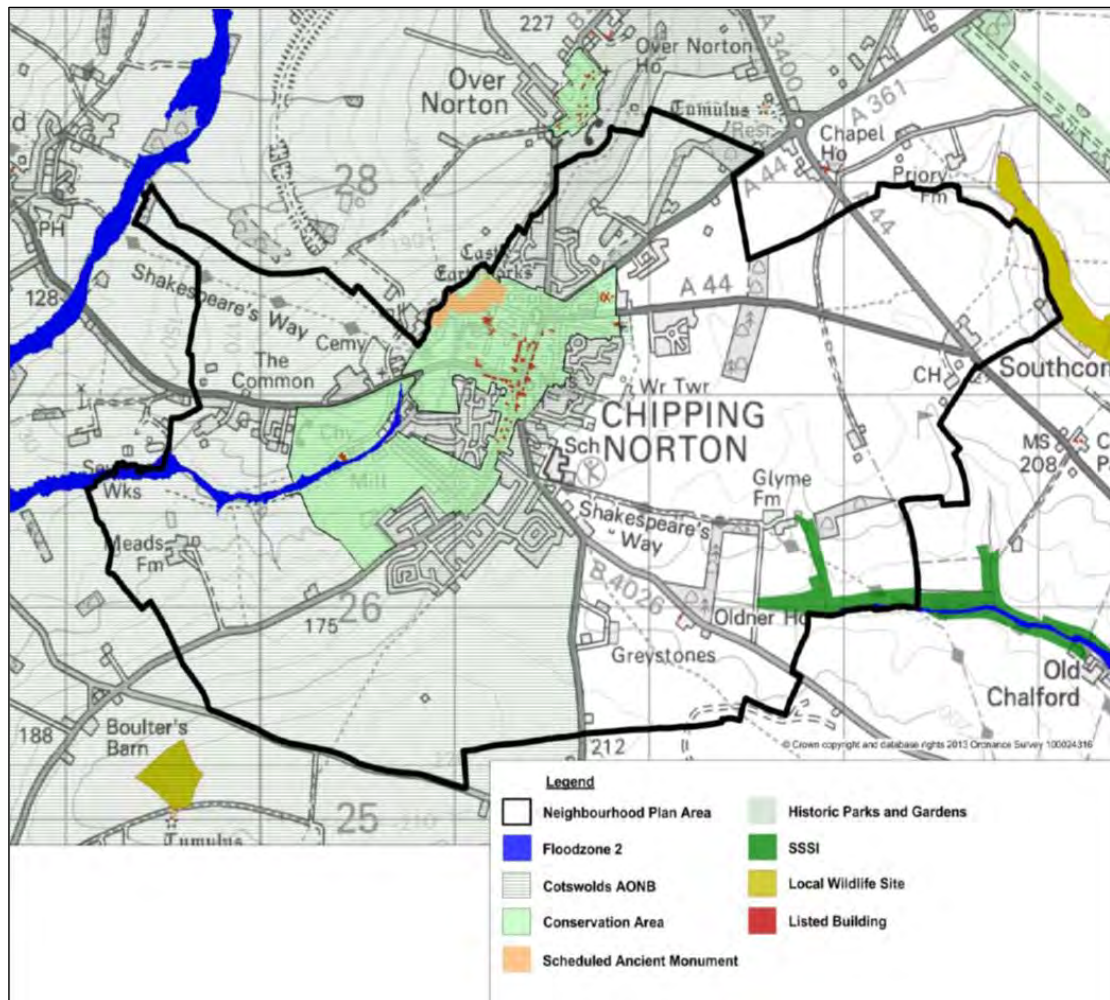 227
Over Norton
Ho
A 3400
Over
Norton
Tumulus
A 361
Chapel
Ho
A 44
28
Priory
Fm
44
PH
Shakespeare's Way
128
Castle
Earthworks
A 44
The
Common
Cemy
Southcom
CH
Wr Twr
CHIPPING
NORTON
Sch
MS
208
Mill
Wks
Glyme
Fm
Shakespeare's
Way
Meads
Fm
B 4026
26
175
Oldner Ho
Greystones
Old
Chalford
188
Boulter's
Barn
212
© Crown copyright and database rights 2013 Ordnance Survey 100024316
25
210
Tumulus
Legend
Neighbourhood Plan Area
Floodzone 2
Cotswolds AONB
Conservation Area
Scheduled Ancient Monument
Historic Parks and Gardens
SSSI
Local Wildlife Site
Listed Building